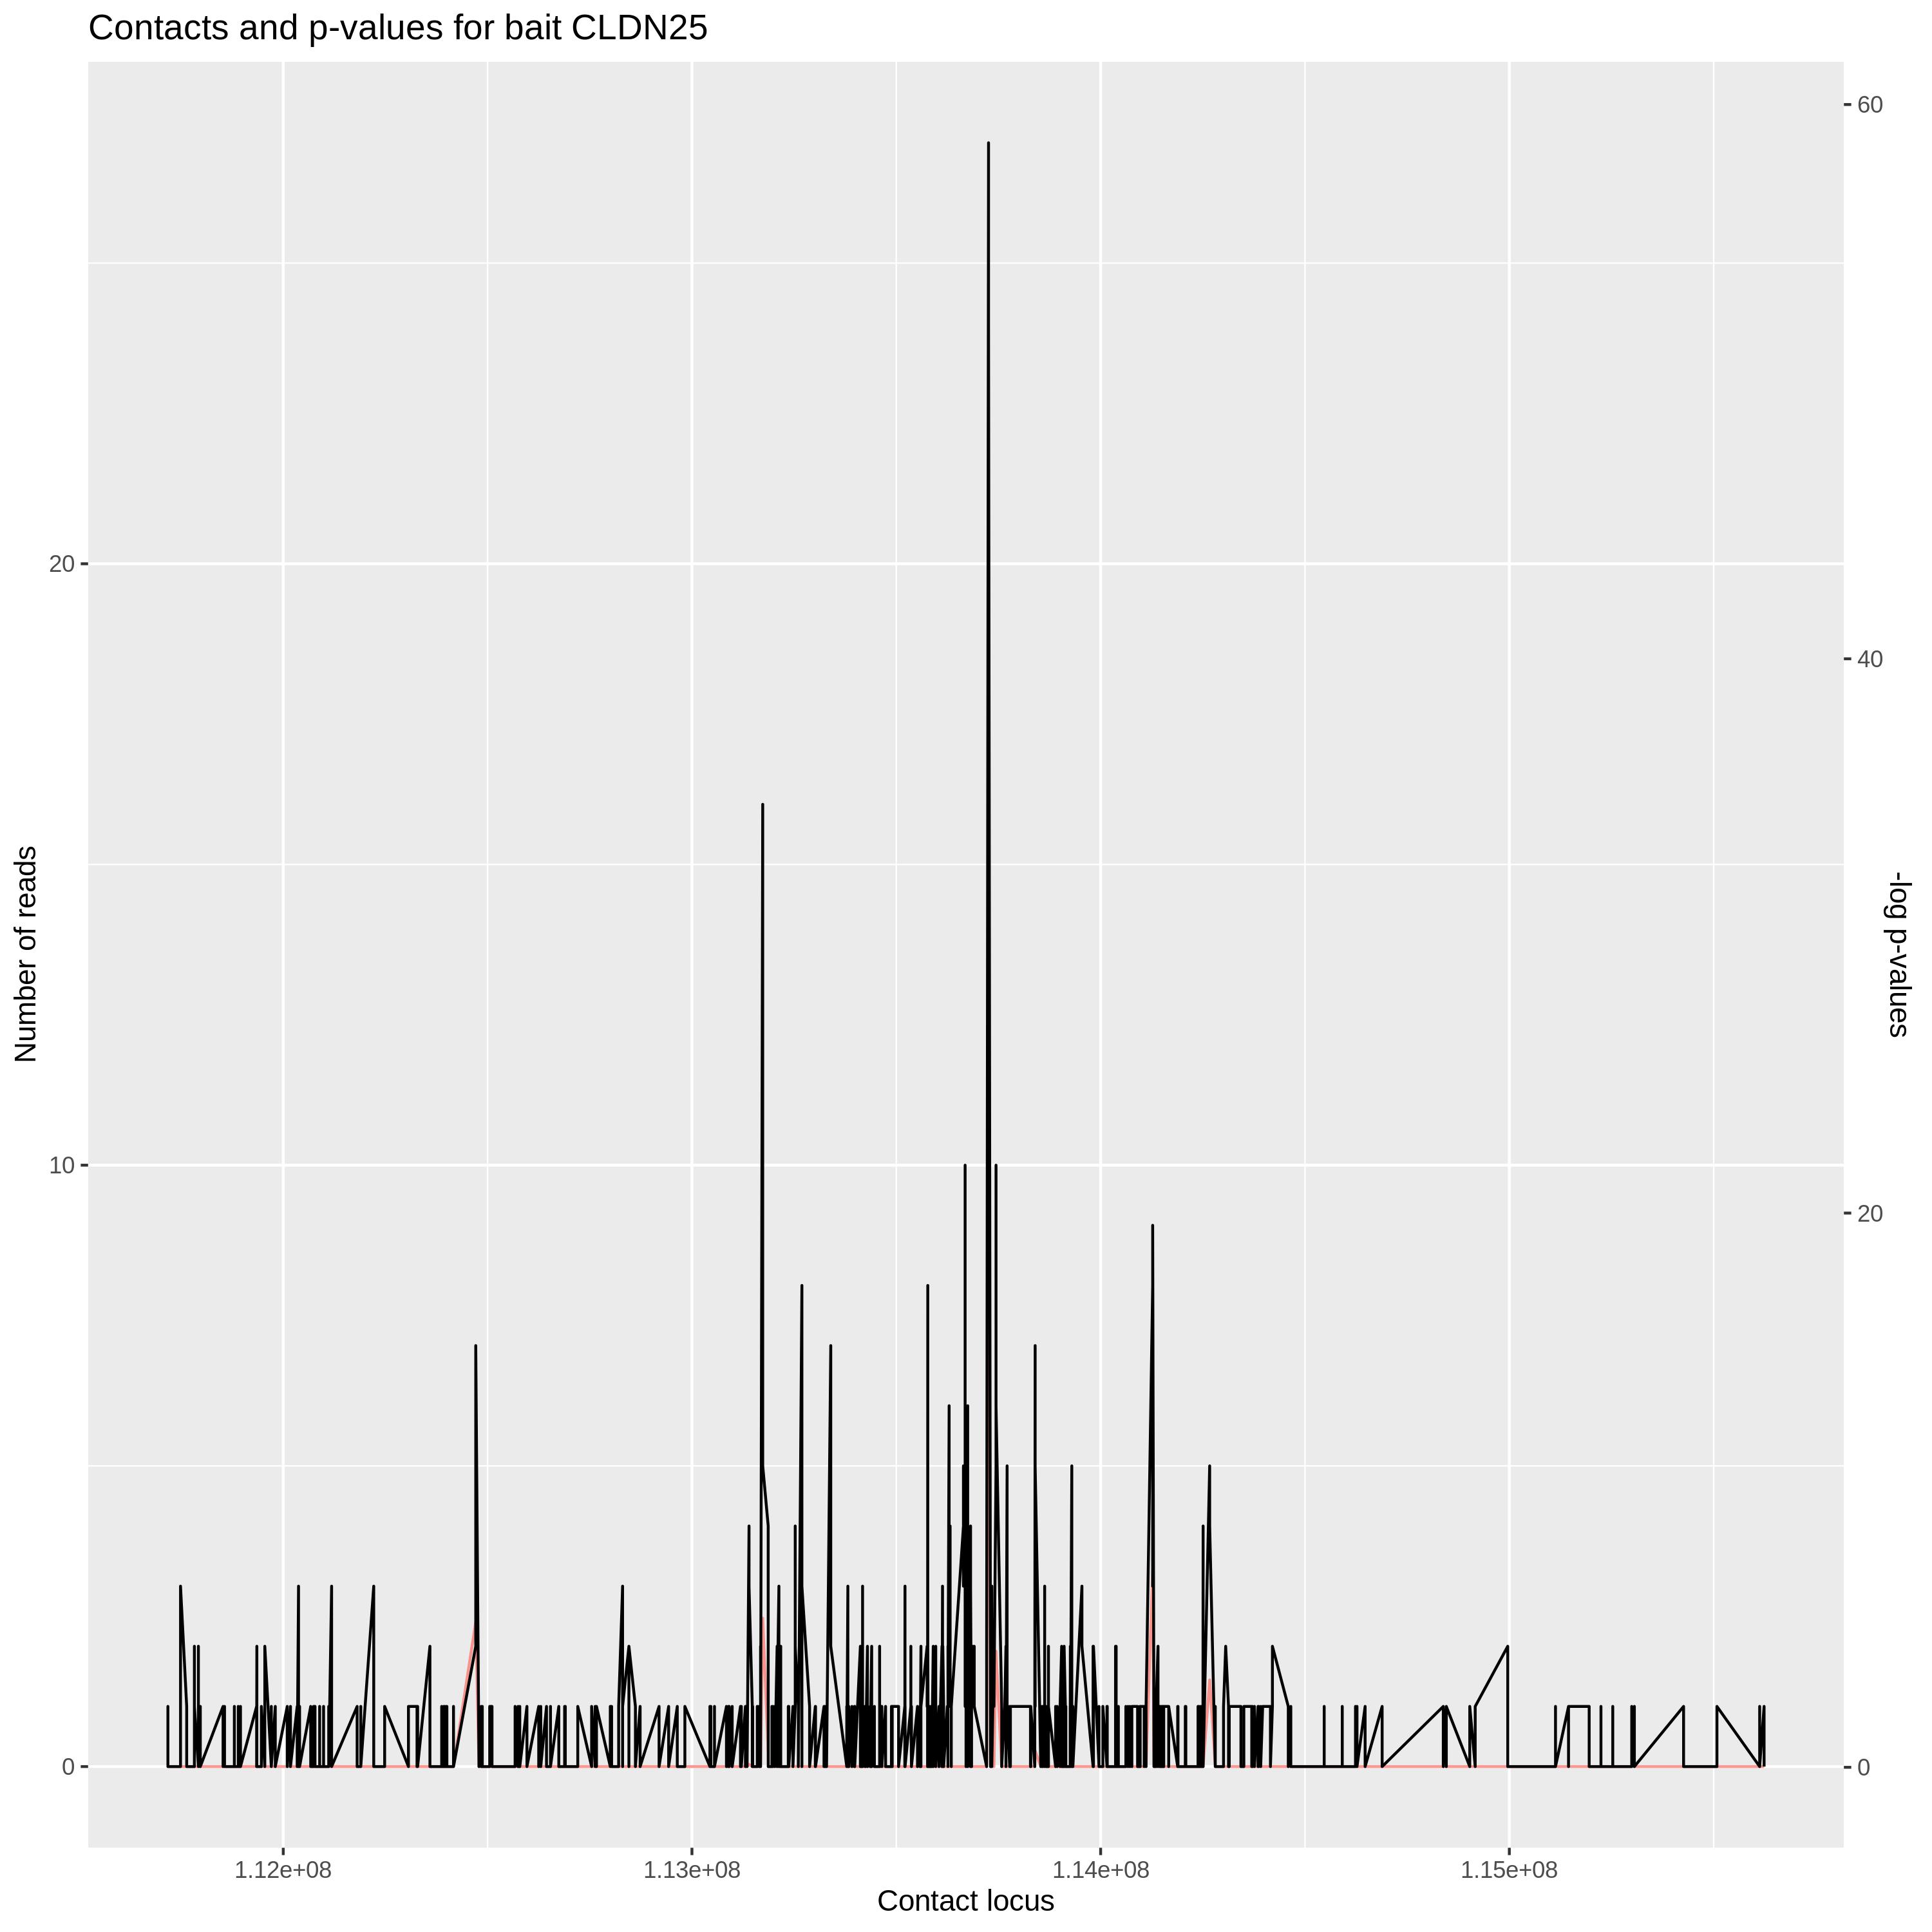 Contacts and p-values for bait CLDN25
Number of reads
20
10
0
60
40
20
0
-log p-values
1.12e+08
1.13e+08
1.14e+08
1.15e+08
Contact locus